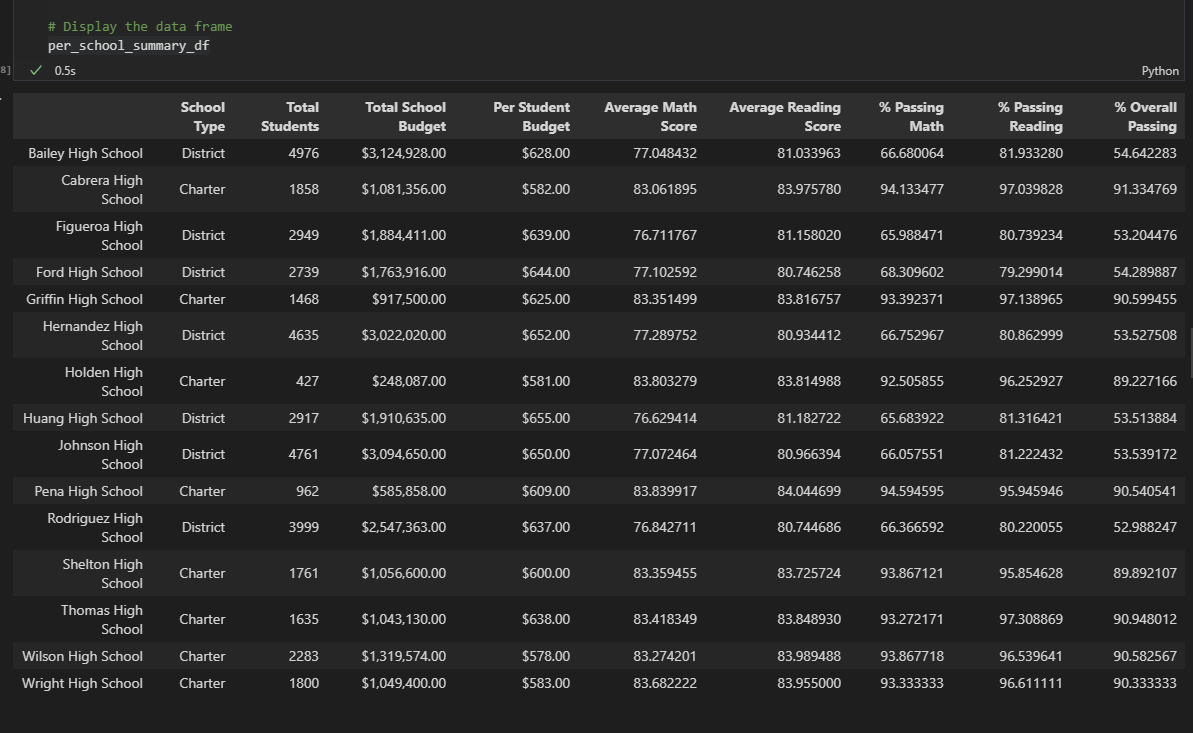 # Display the data frame
per_school_summary_df
8] ✓ 0.5s Python
School Type Total Students Total School Budget Per Student Budget Average Math Score Average Reading Score % Passing Math % Passing Reading % Overall Passing
Bailey High School District 4976 $3,124,928.00 $628.00 77.048432 81.033963 66.680064 81.933280 54.642283
Cabrera High School Charter 1858 $1,081,356.00 $582.00 83.061895 83.975780 94.133477 97.039828 91.334769
Figueroa High School District 2949 $1,884,411.00 $639.00 76.711767 81.158020 65.988471 80.739234 53.204476
Ford High School District 2739 $1,763,916.00 $644.00 77.102592 80.746258 68.309602 79.299014 54.289887
Griffin High School Charter 1468 $917,500.00 $625.00 83.351499 83.816757 93.392371 97.138965 90.599455
Hernandez High School District 4635 $3,022,020.00 $652.00 77.289752 80.934412 66.752967 80.862999 53.527508
Holden High School Charter 427 $248,087.00 $581.00 83.803279 83.814988 92.505855 96.252927 89.227166
Huang High School District 2917 $1,910,635.00 $655.00 76.629414 81.182722 65.683922 81.316421 53.513884
Johnson High School District 4761 $3,094,650.00 $650.00 77.072464 80.966394 66.057551 81.222432 53.539172
Pena High School Charter 962 $585,858.00 $609.00 83.839917 84.044699 94.594595 95.945946 90.540541
Rodriguez High School District 3999 $2,547,363.00 $637.00 76.842711 80.744686 66.366592 80.220055 52.988247
Shelton High School Charter 1761 $1,056,600.00 $600.00 83.359455 83.725724 93.867121 95.854628 89.892107
Thomas High School Charter 1635 $1,043,130.00 $638.00 83.418349 83.848930 93.272171 97.308869 90.948012
Wilson High School Charter 2283 $1,319,574.00 $578.00 83.274201 83.989488 93.867718 96.539641 90.582567
Wright High School Charter 1800 $1,049,400.00 $583.00 83.682222 83.955000 93.333333 96.611111 90.333333